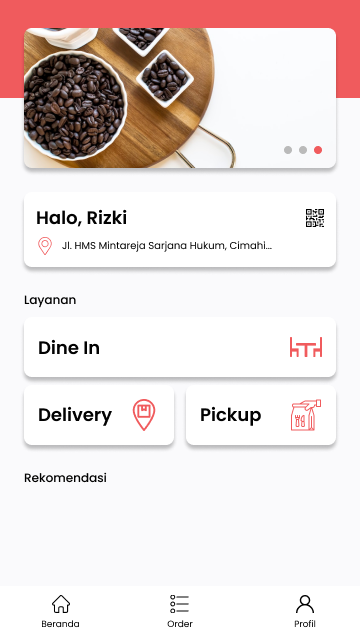 Halo, Rizki
Jl. HMS Mintareja Sarjana Hukum, Cimahi...
Layanan
Dine In
Delivery
Pickup
Rekomendasi
Beranda
Order
Profil